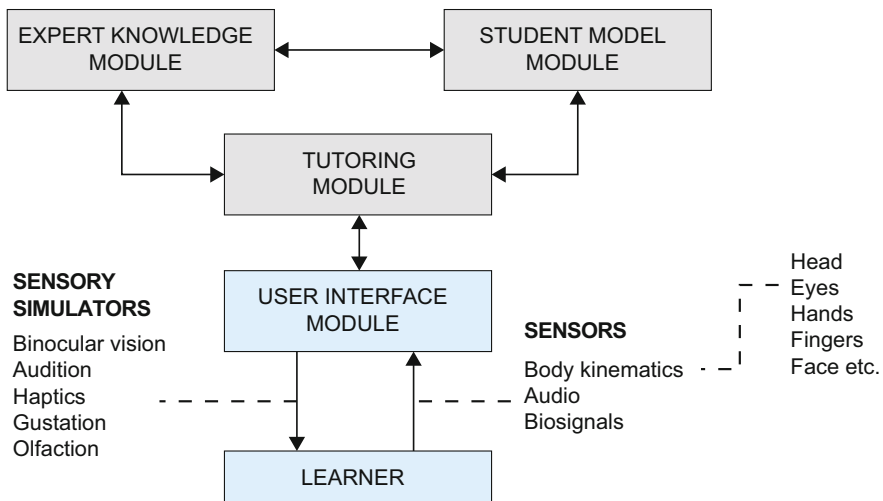 EXPERT KNOWLEDGE
MODULE
STUDENT MODEL
MODULE
TUTORING
MODULE
SENSORY
SIMULATORS
Binocular vision
Audition
Haptics
Gustation
Olfaction
USER INTERFACE
MODULE
SENSORS
Body kinematics
Audio
Biosignals
Head
Eyes
Hands
Fingers
Face etc.
LEARNER